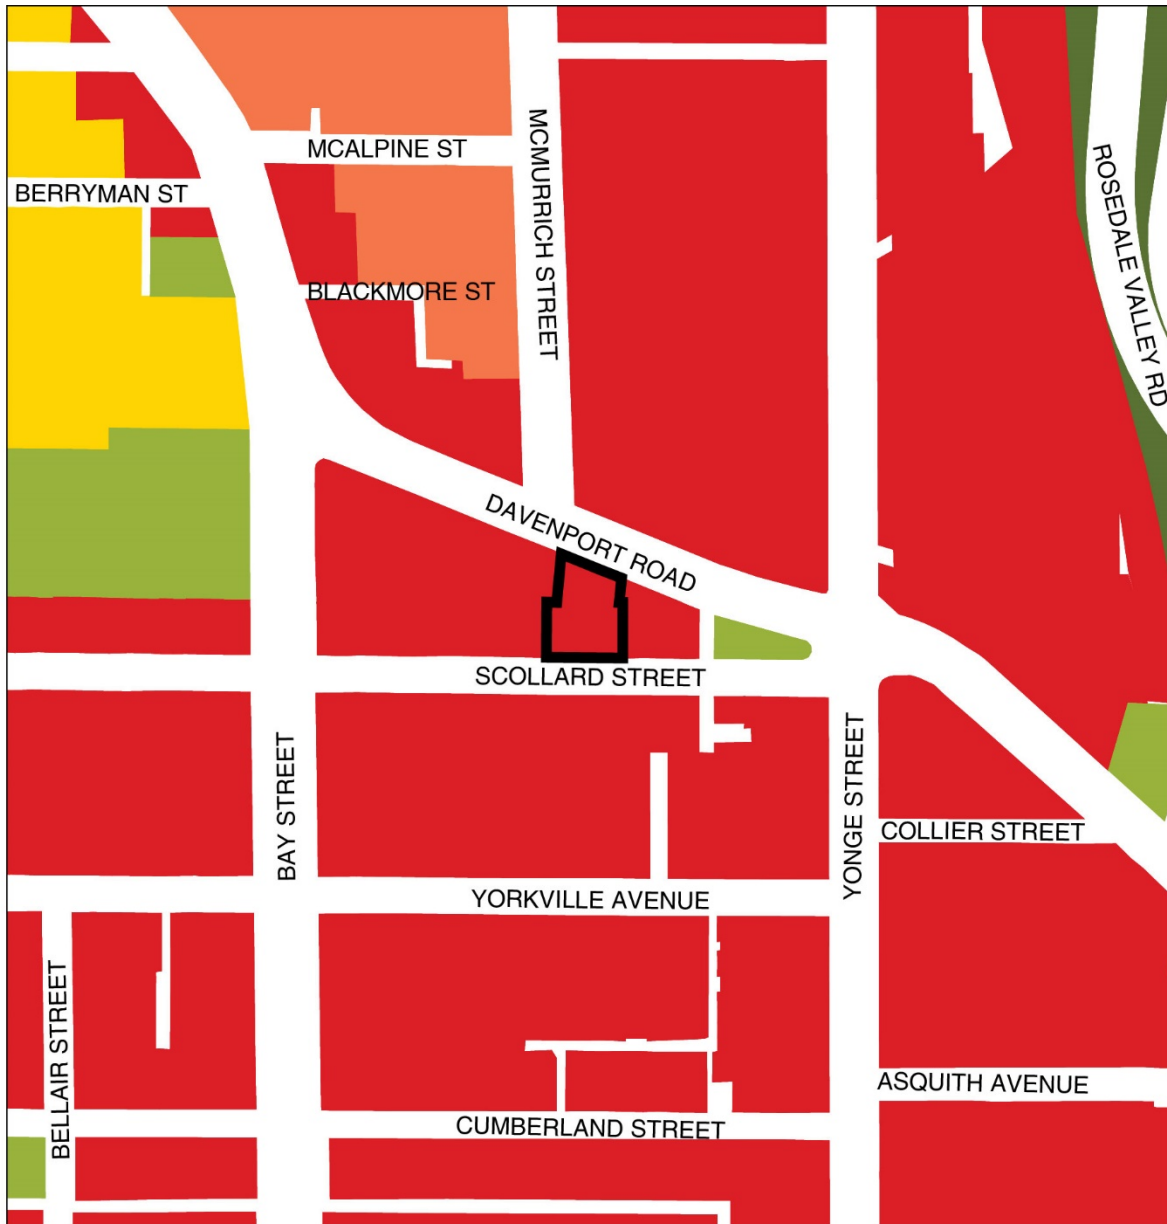 MCALPINE ST
MCMURRICH STREET
BERRYMAN ST
ROSEDALE VALLEY RD
BLACKMORE ST
DAVENPORT ROAD
SCOLLARD STREET
BAY STREET
YONGE STREET
COLLIER STREET
YORKVILLE AVENUE
BELLAIR STREET
ASQUITH AVENUE
CUMBERLAND STREET